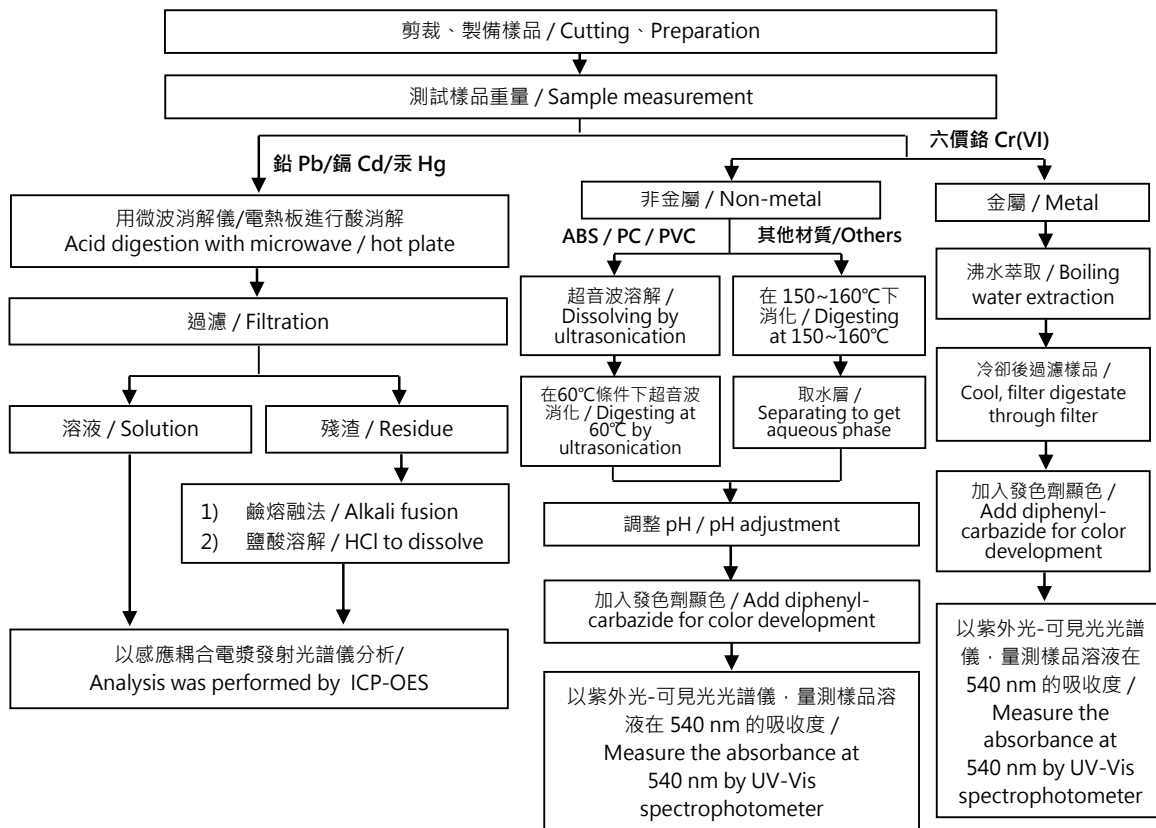 剪裁、製備樣品 / Cutting、Preparation
測試樣品重量 / Sample measurement
鉛 Pb/鎘 Cd/汞 Hg
六價鉻 Cr(VI)
用微波消解儀/電熱板進行酸消解
Acid digestion with microwave / hot plate
過濾 / Filtration
溶液 / Solution
殘渣 / Residue
1) 鹼熔融法 / Alkali fusion
2) 鹽酸溶解 / HCl to dissolve
以感應耦合電漿發射光譜儀分析/
Analysis was performed by ICP-OES
非金屬 / Non-metal
ABS / PC / PVC
其他材質/Others
超音波溶解 /
Dissolving by
ultrasonication
在60℃條件下超音波
消化 / Digesting at
60℃ by
ultrasonication
在 150~160℃下
消化 / Digesting
at 150~160℃
取水層 /
Separating to get
aqueous phase
調整 pH / pH adjustment
加入發色劑顯色 / Add diphenyl-
carbazide for color development
以紫外光-可見光光譜儀，量測樣品溶
液在 540 nm 的吸收度 /
Measure the absorbance at
540 nm by UV-Vis
spectrophotometer
金屬 / Metal
沸水萃取 / Boiling
water extraction
冷卻後過濾樣品 /
Cool, filter digestate
through filter
加入發色劑顯色 /
Add diphenyl-
carbazide for color
development
以紫外光-可見光光譜
儀，量測樣品溶液在
540 nm 的吸收度 /
Measure the
absorbance at
540 nm by UV-Vis
spectrophotometer